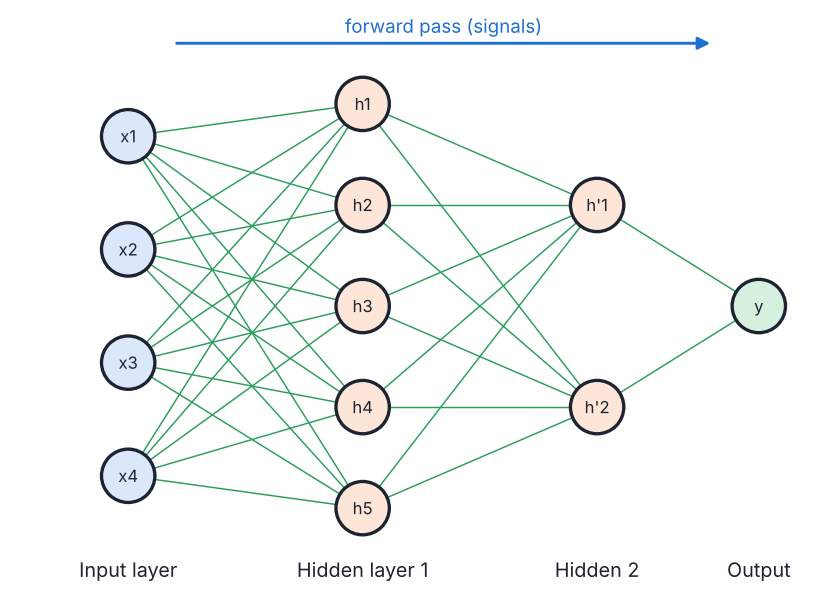 forward pass (signals)
x1
x2
x3
x4
h1
h2
h3
h4
h5
h'1
h'2
y
Input layer
Hidden layer 1
Hidden 2
Output